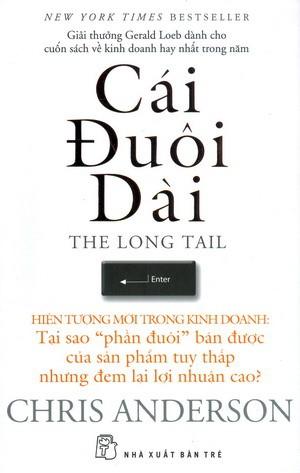 NEW YORK TIMES BESTSELLER
Giải thưởng Gerald Loeb dành cho
cuốn sách về kinh doanh hay nhất trong năm
Cái
Đuôi
Dài
THE LONG TAIL
Enter
HIỆN TƯỢNG MỚI TRONG KINH DOANH:
Tại sao "phần đuôi" bán được
của sản phẩm tuy thấp
nhưng đem lại lợi nhuận cao?
CHRIS ANDERSON
NHÀ XUẤT BẢN TRẺ